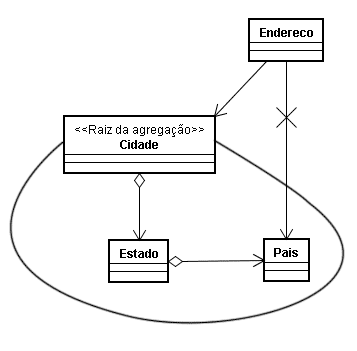 Endereco
<<Raiz da agregação>>
Cidade
Estado
Pais